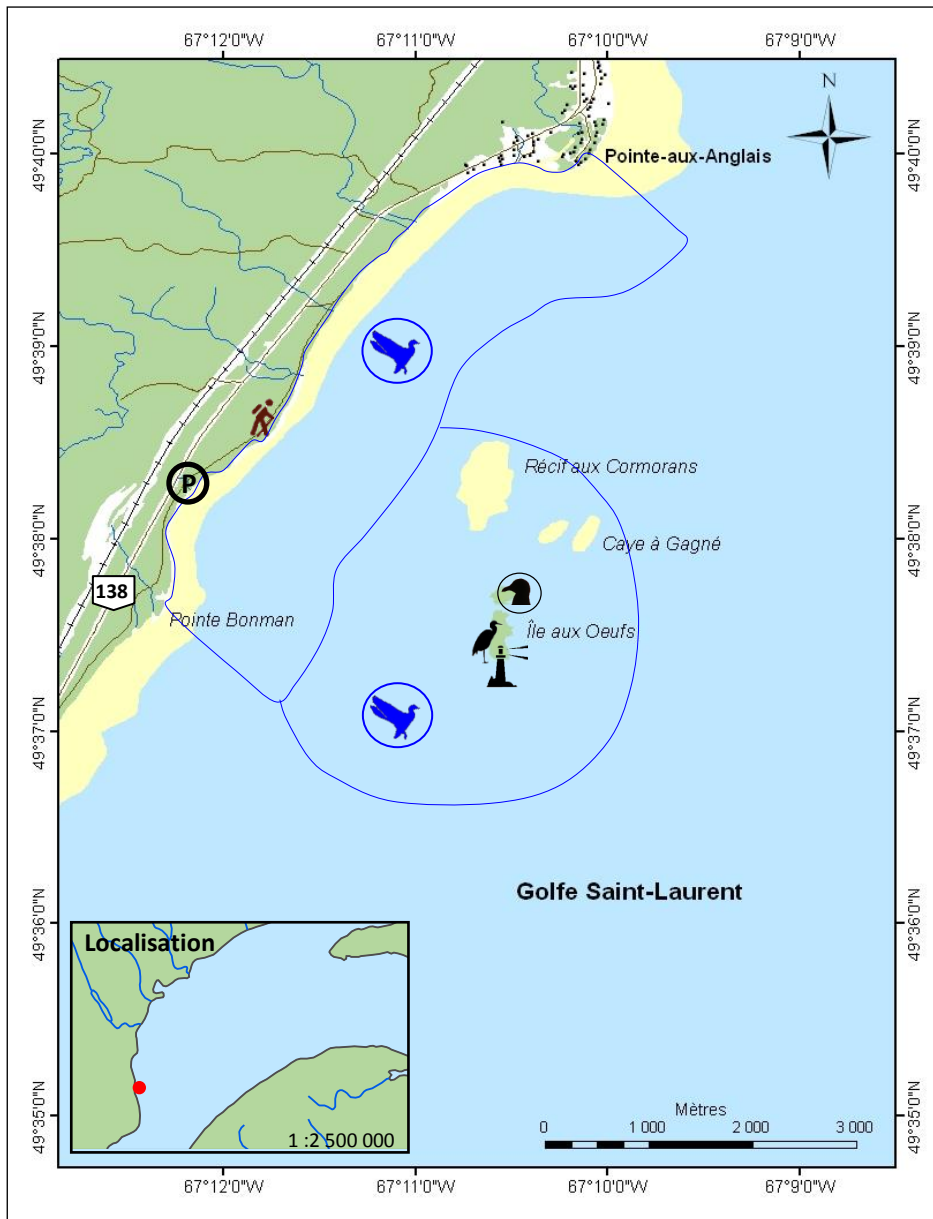 67°12'0"W 67°11'0"W 67°10'0"W 67°9'0"W
N
49°40'0"N 49°40'0"N
Pointe-aux-Anglais
49°39'0"N 49°39'0"N
Récif aux Cormorans
P
49°38'0"N 49°38'0"N
Caye à Gagné
138
Pointe Bonman
Île aux Oeufs
49°37'0"N 49°37'0"N
Golfe Saint-Laurent
49°36'0"N 49°36'0"N
Localisation
49°35'0"N 49°35'0"N
Mètres
0 1 000 2 000 3 000
1 :2 500 000
67°12'0"W 67°11'0"W 67°10'0"W 67°9'0"W